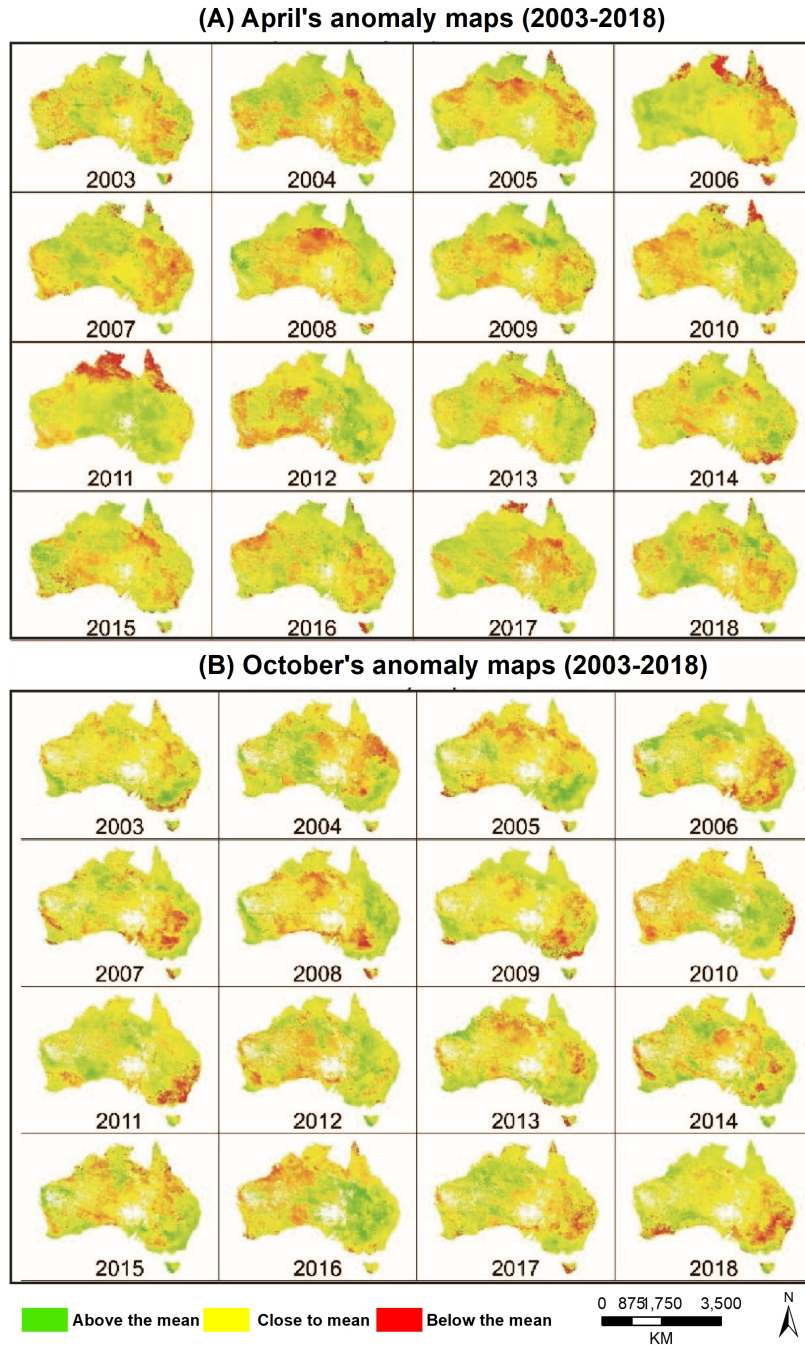 (A) April's anomaly maps (2003-2018)
2003 2004 2005 2006
2007 2008 2009 2010
2011 2012 2013 2014
2015 2016 2017 2018
(B) October's anomaly maps (2003-2018)
2003 2004 2005 2006
2007 2008 2009 2010
2011 2012 2013 2014
2015 2016 2017 2018
Above the mean Close to mean Below the mean
0 875 1,750 3,500
KM
N